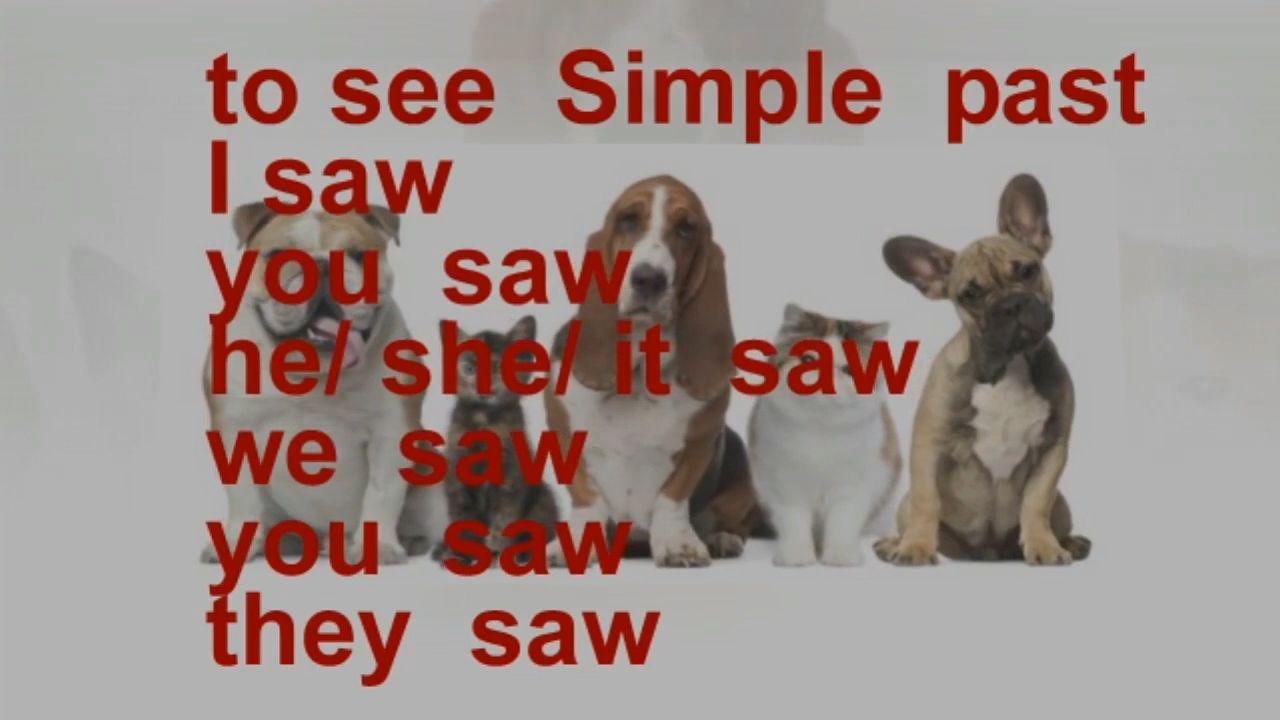 to see Simple past
I saw
you saw
he/ she/ it saw
we saw
you saw
they saw